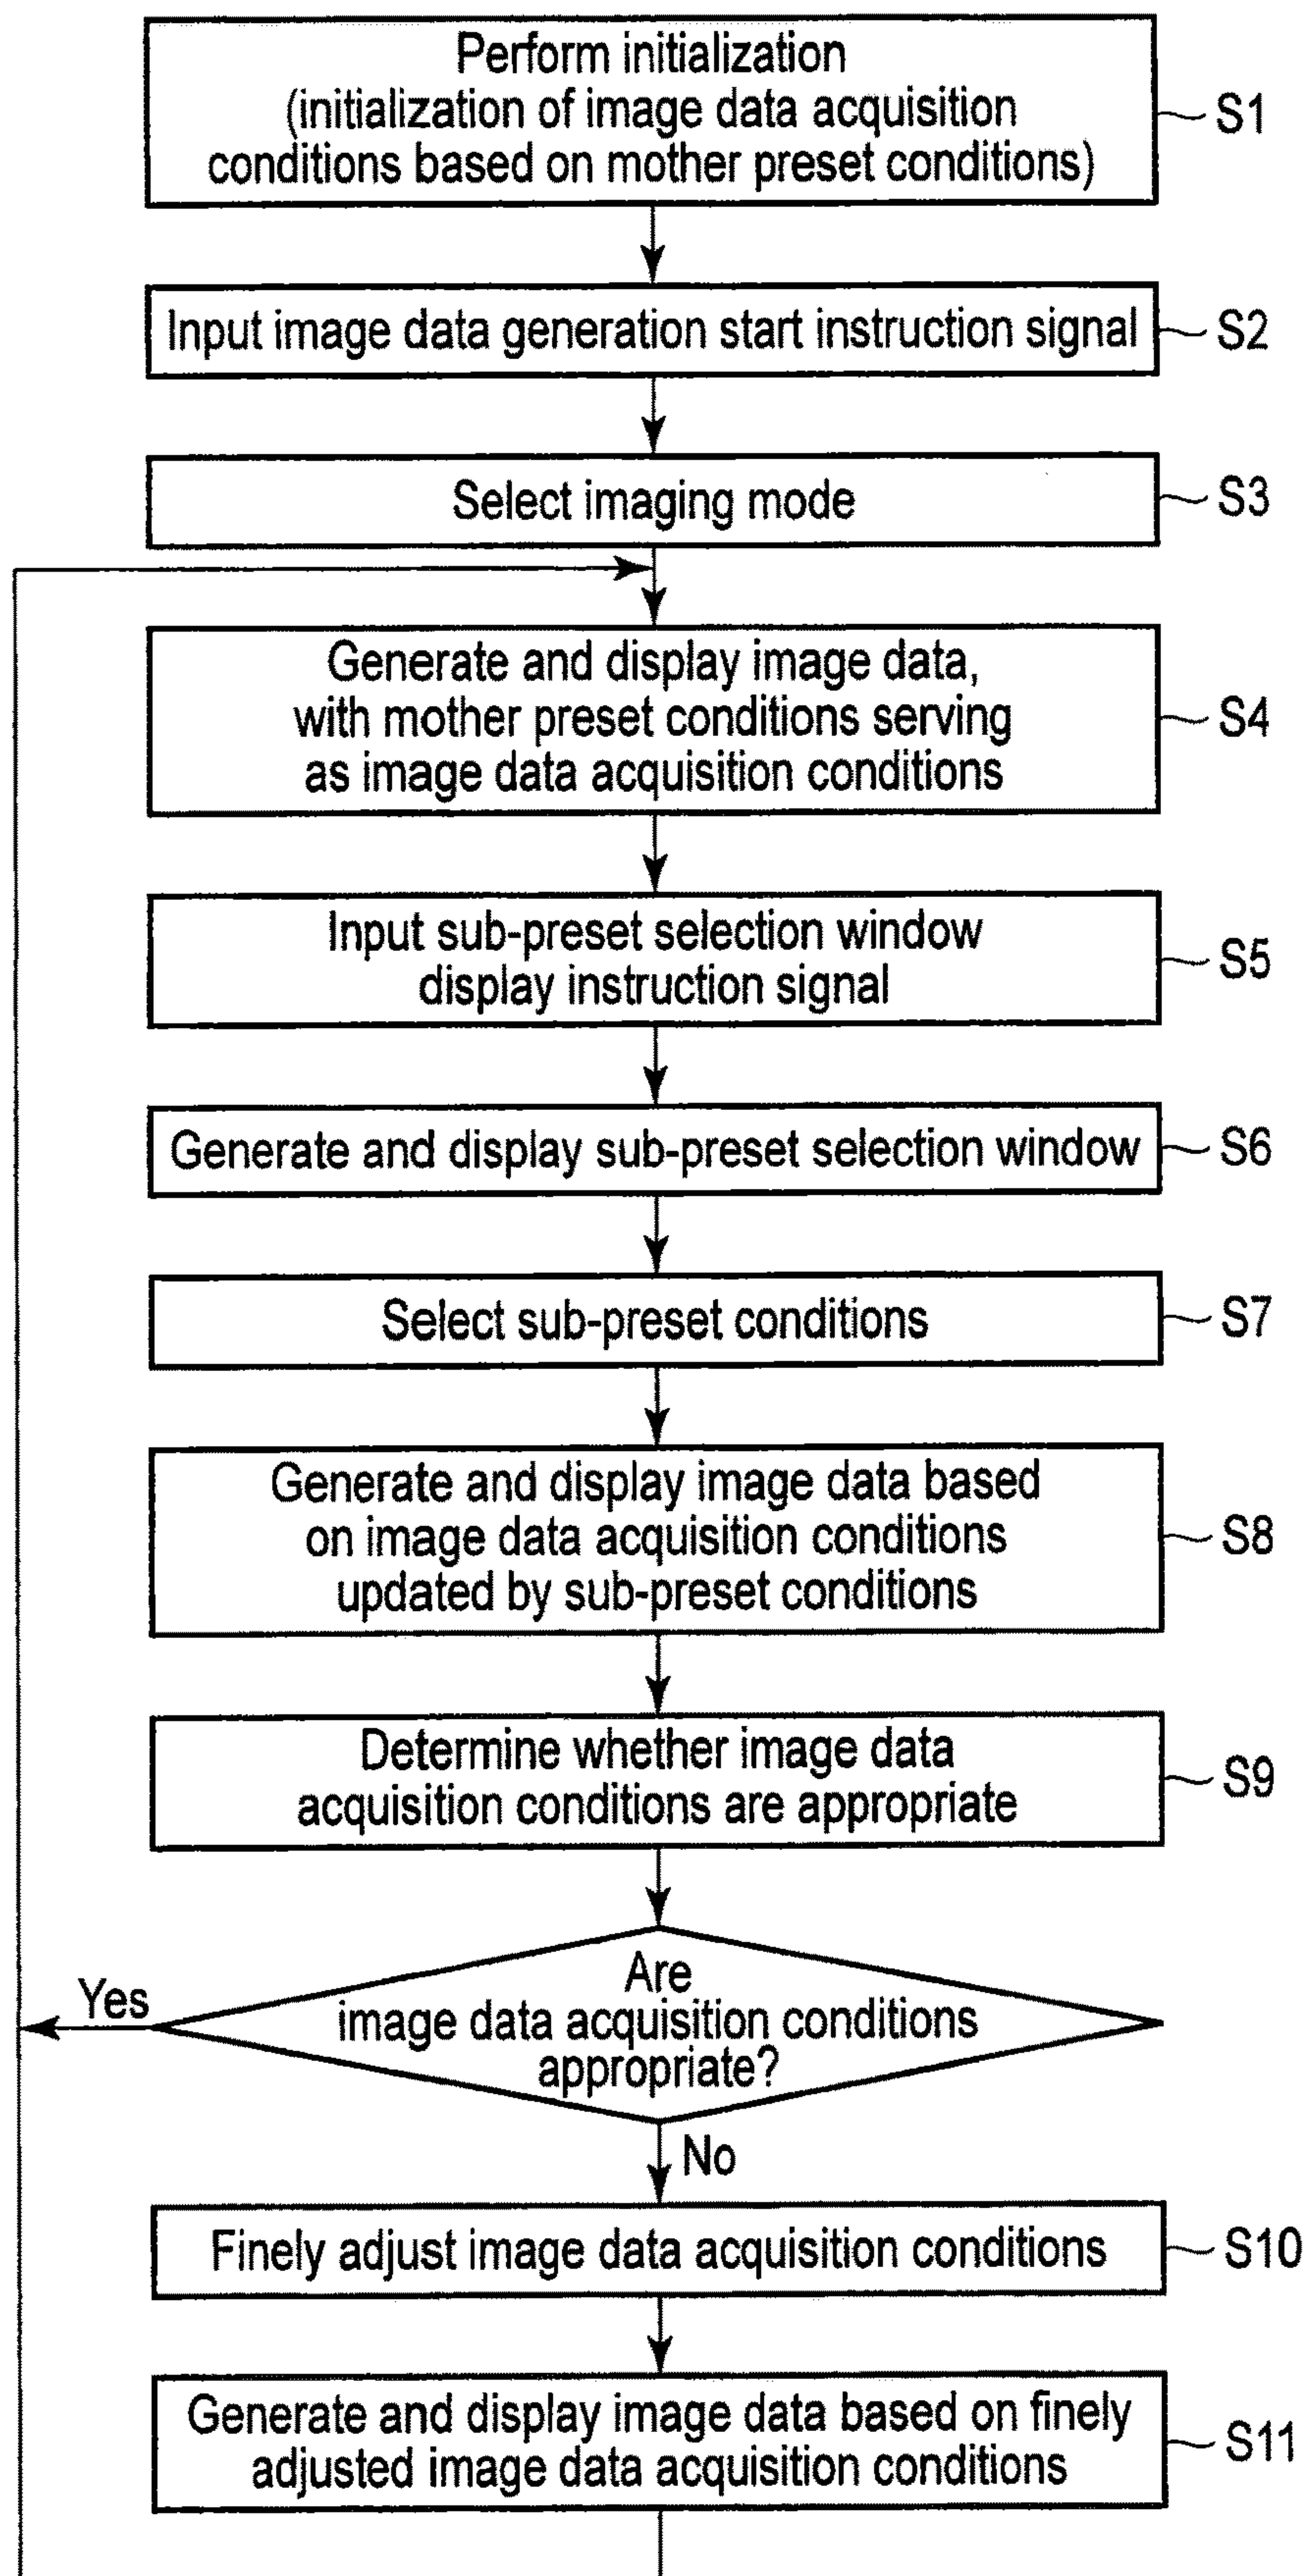 Perform initialization
(initialization of image data acquisition
conditions based on mother preset conditions)
S1
Input image data generation start instruction signal
S2
Select imaging mode
S3
Generate and display image data,
with mother preset conditions serving
as image data acquisition conditions
S4
Input sub-preset selection window
display instruction signal
S5
Generate and display sub-preset selection window
S6
Select sub-preset conditions
S7
Generate and display image data based
on image data acquisition conditions
updated by sub-preset conditions
S8
Determine whether image data
acquisition conditions are appropriate
S9
Are
image data acquisition conditions
appropriate?
Yes
No
Finely adjust image data acquisition conditions
S10
Generate and display image data based on finely
adjusted image data acquisition conditions
S11